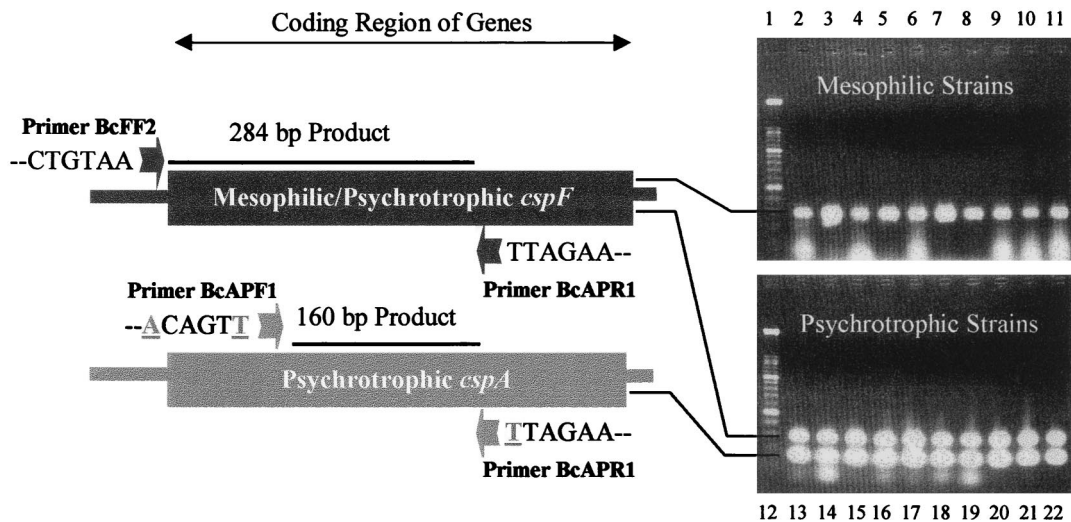 Coding Region of Genes
1 2 3 4 5 6 7 8 9 10 11
Mesophilic Strains
Primer BcFF2
284 bp Product
--CTGTAA
Mesophilic/Psychrotrophic cspF
TTAGAA--
Primer BcAPR1
Primer BcAPF1
--ACAGTT
160 bp Product
Psychrotrophic Strains
Psychrotrophic cspA
TTAGAA--
Primer BcAPR1
12 13 14 15 16 17 18 19 20 21 22